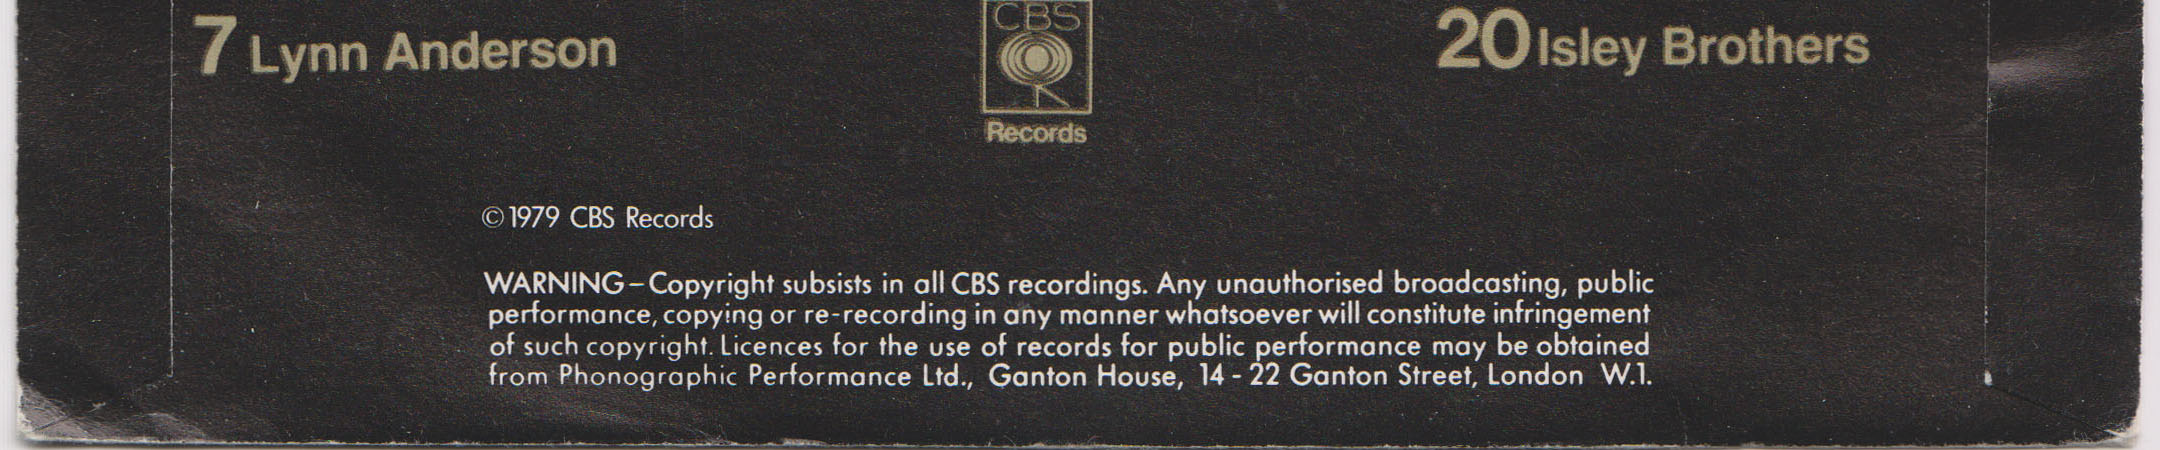 7 Lynn Anderson
CBS
Records
20 Isley Brothers
© 1979 CBS Records
WARNING – Copyright subsists in all CBS recordings. Any unauthorised broadcasting, public
performance, copying or re-recording in any manner whatsoever will constitute infringement
of such copyright. Licences for the use of records for public performance may be obtained
from Phonographic Performance Ltd., Ganton House, 14 - 22 Ganton Street, London W.1.